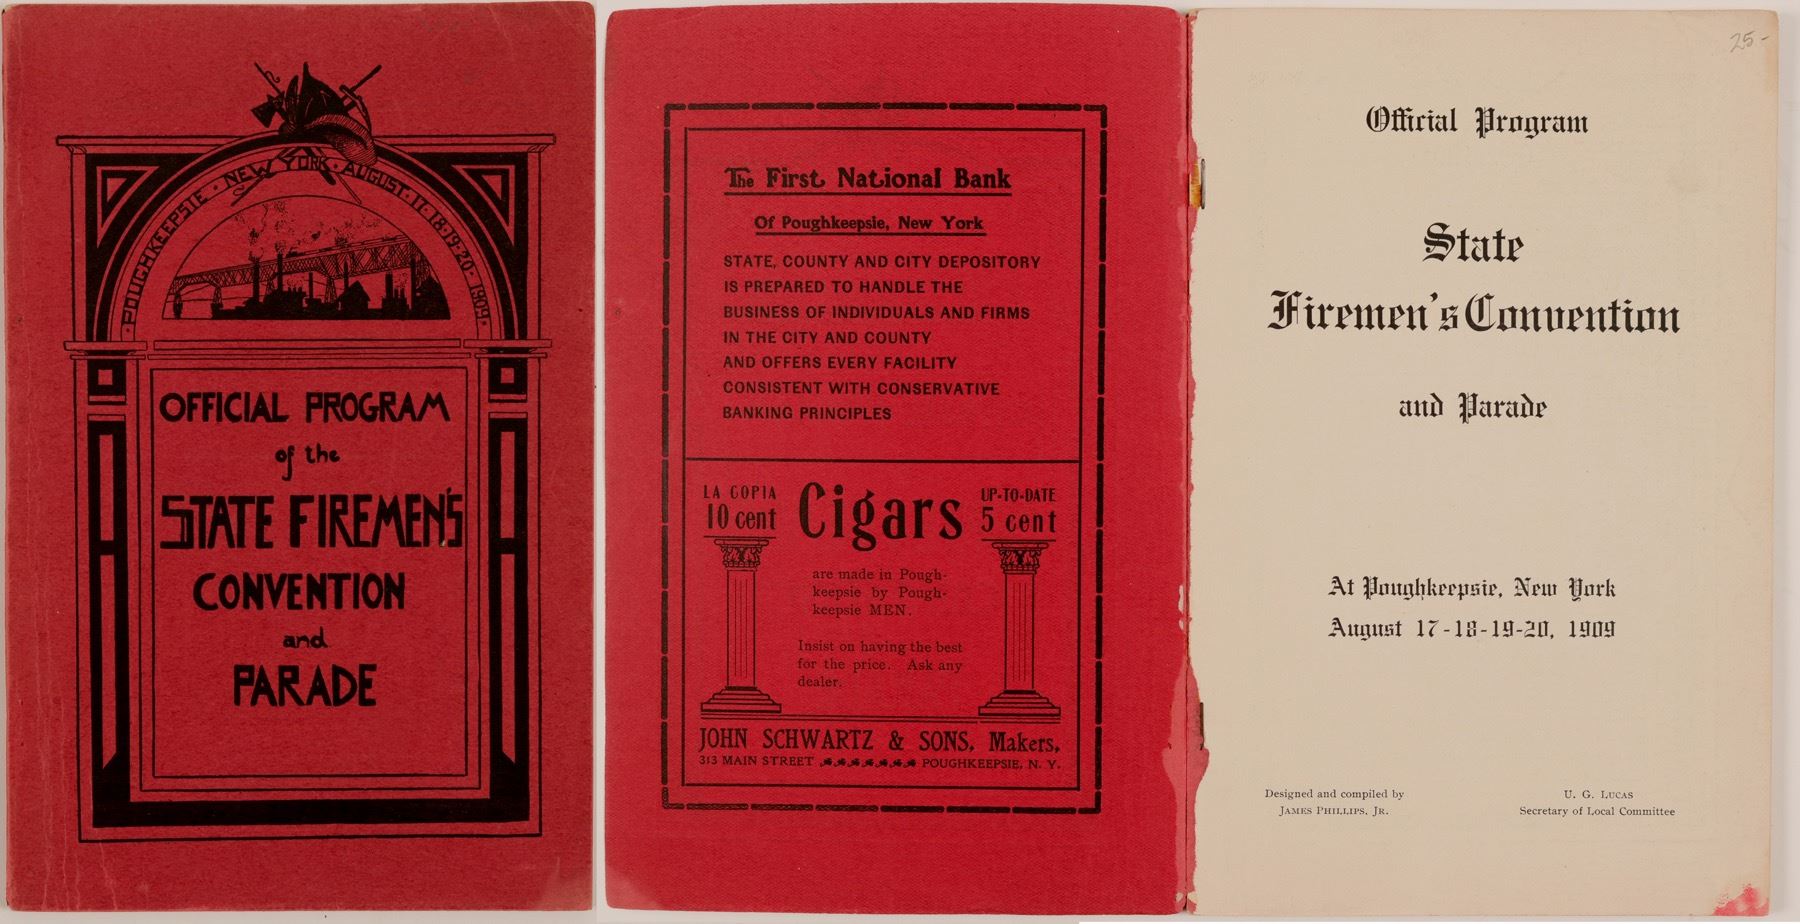 POUGHKEEPSIE · NEW YORK · AUGUST · 17 · 18 · 19 · 20 · 1909 ·
OFFICIAL PROGRAM
of the
STATE FIREMEN'S
CONVENTION
and
PARADE
The First National Bank
Of Poughkeepsie, New York
STATE, COUNTY AND CITY DEPOSITORY
IS PREPARED TO HANDLE THE
BUSINESS OF INDIVIDUALS AND FIRMS
IN THE CITY AND COUNTY
AND OFFERS EVERY FACILITY
CONSISTENT WITH CONSERVATIVE
BANKING PRINCIPLES
LA COPIA
10 cent
Cigars
UP-TO-DATE
5 cent
are made in Pough-
keepsie by Pough-
keepsie MEN.
Insist on having the best
for the price. Ask any
dealer.
JOHN SCHWARTZ & SONS, Makers,
313 MAIN STREET POUGHKEEPSIE, N. Y.
25-
Official Program
State
Firemen's Convention
and Parade
At Poughkeepsie, New York
August 17-18-19-20, 1909
Designed and compiled by
JAMES PHILLIPS, JR.
U. G. LUCAS
Secretary of Local Committee